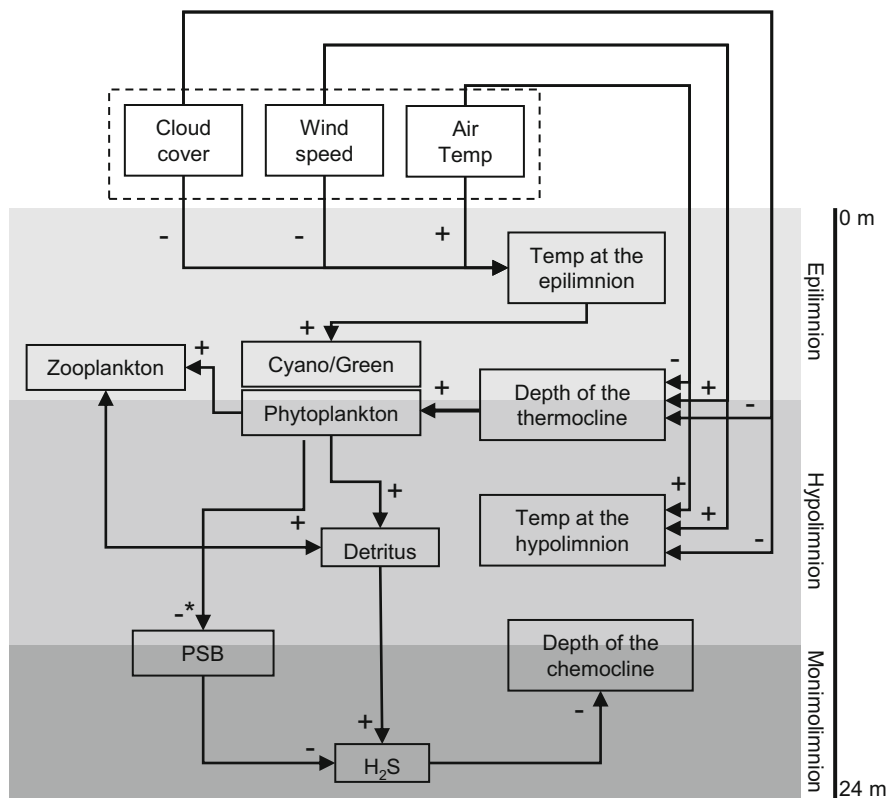 Cloud
cover
Wind
speed
Air
Temp
0 m
-
-
+
Temp at the
epilimnion
Epilimnion
+
Zooplankton
+
Cyano/Green
Phytoplankton
+
Depth of the
thermocline
-
+
-
+
+
Temp at the
hypolimnion
+
+
-
Hypolimnion
Detritus
-*
PSB
Depth of the
chemocline
Monimolimnion
-
+
H₂S
-
24 m